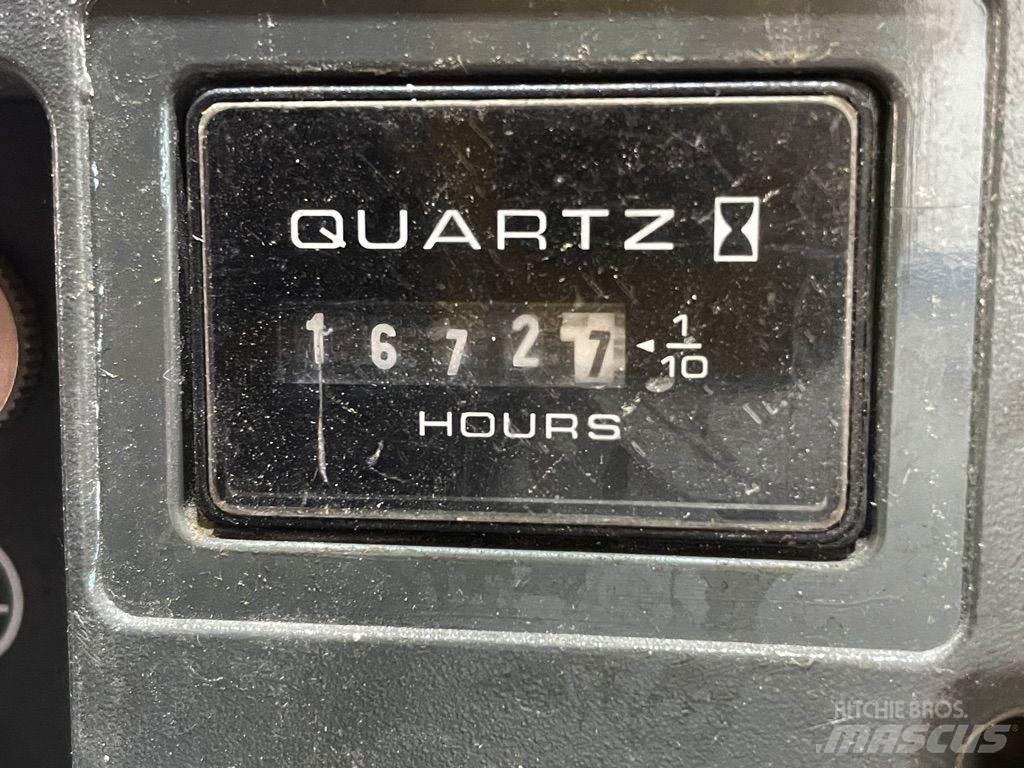 QUARTZ
1 6 7 2 7 1/10
HOURS
RITCHIE BROS.
MASCUS